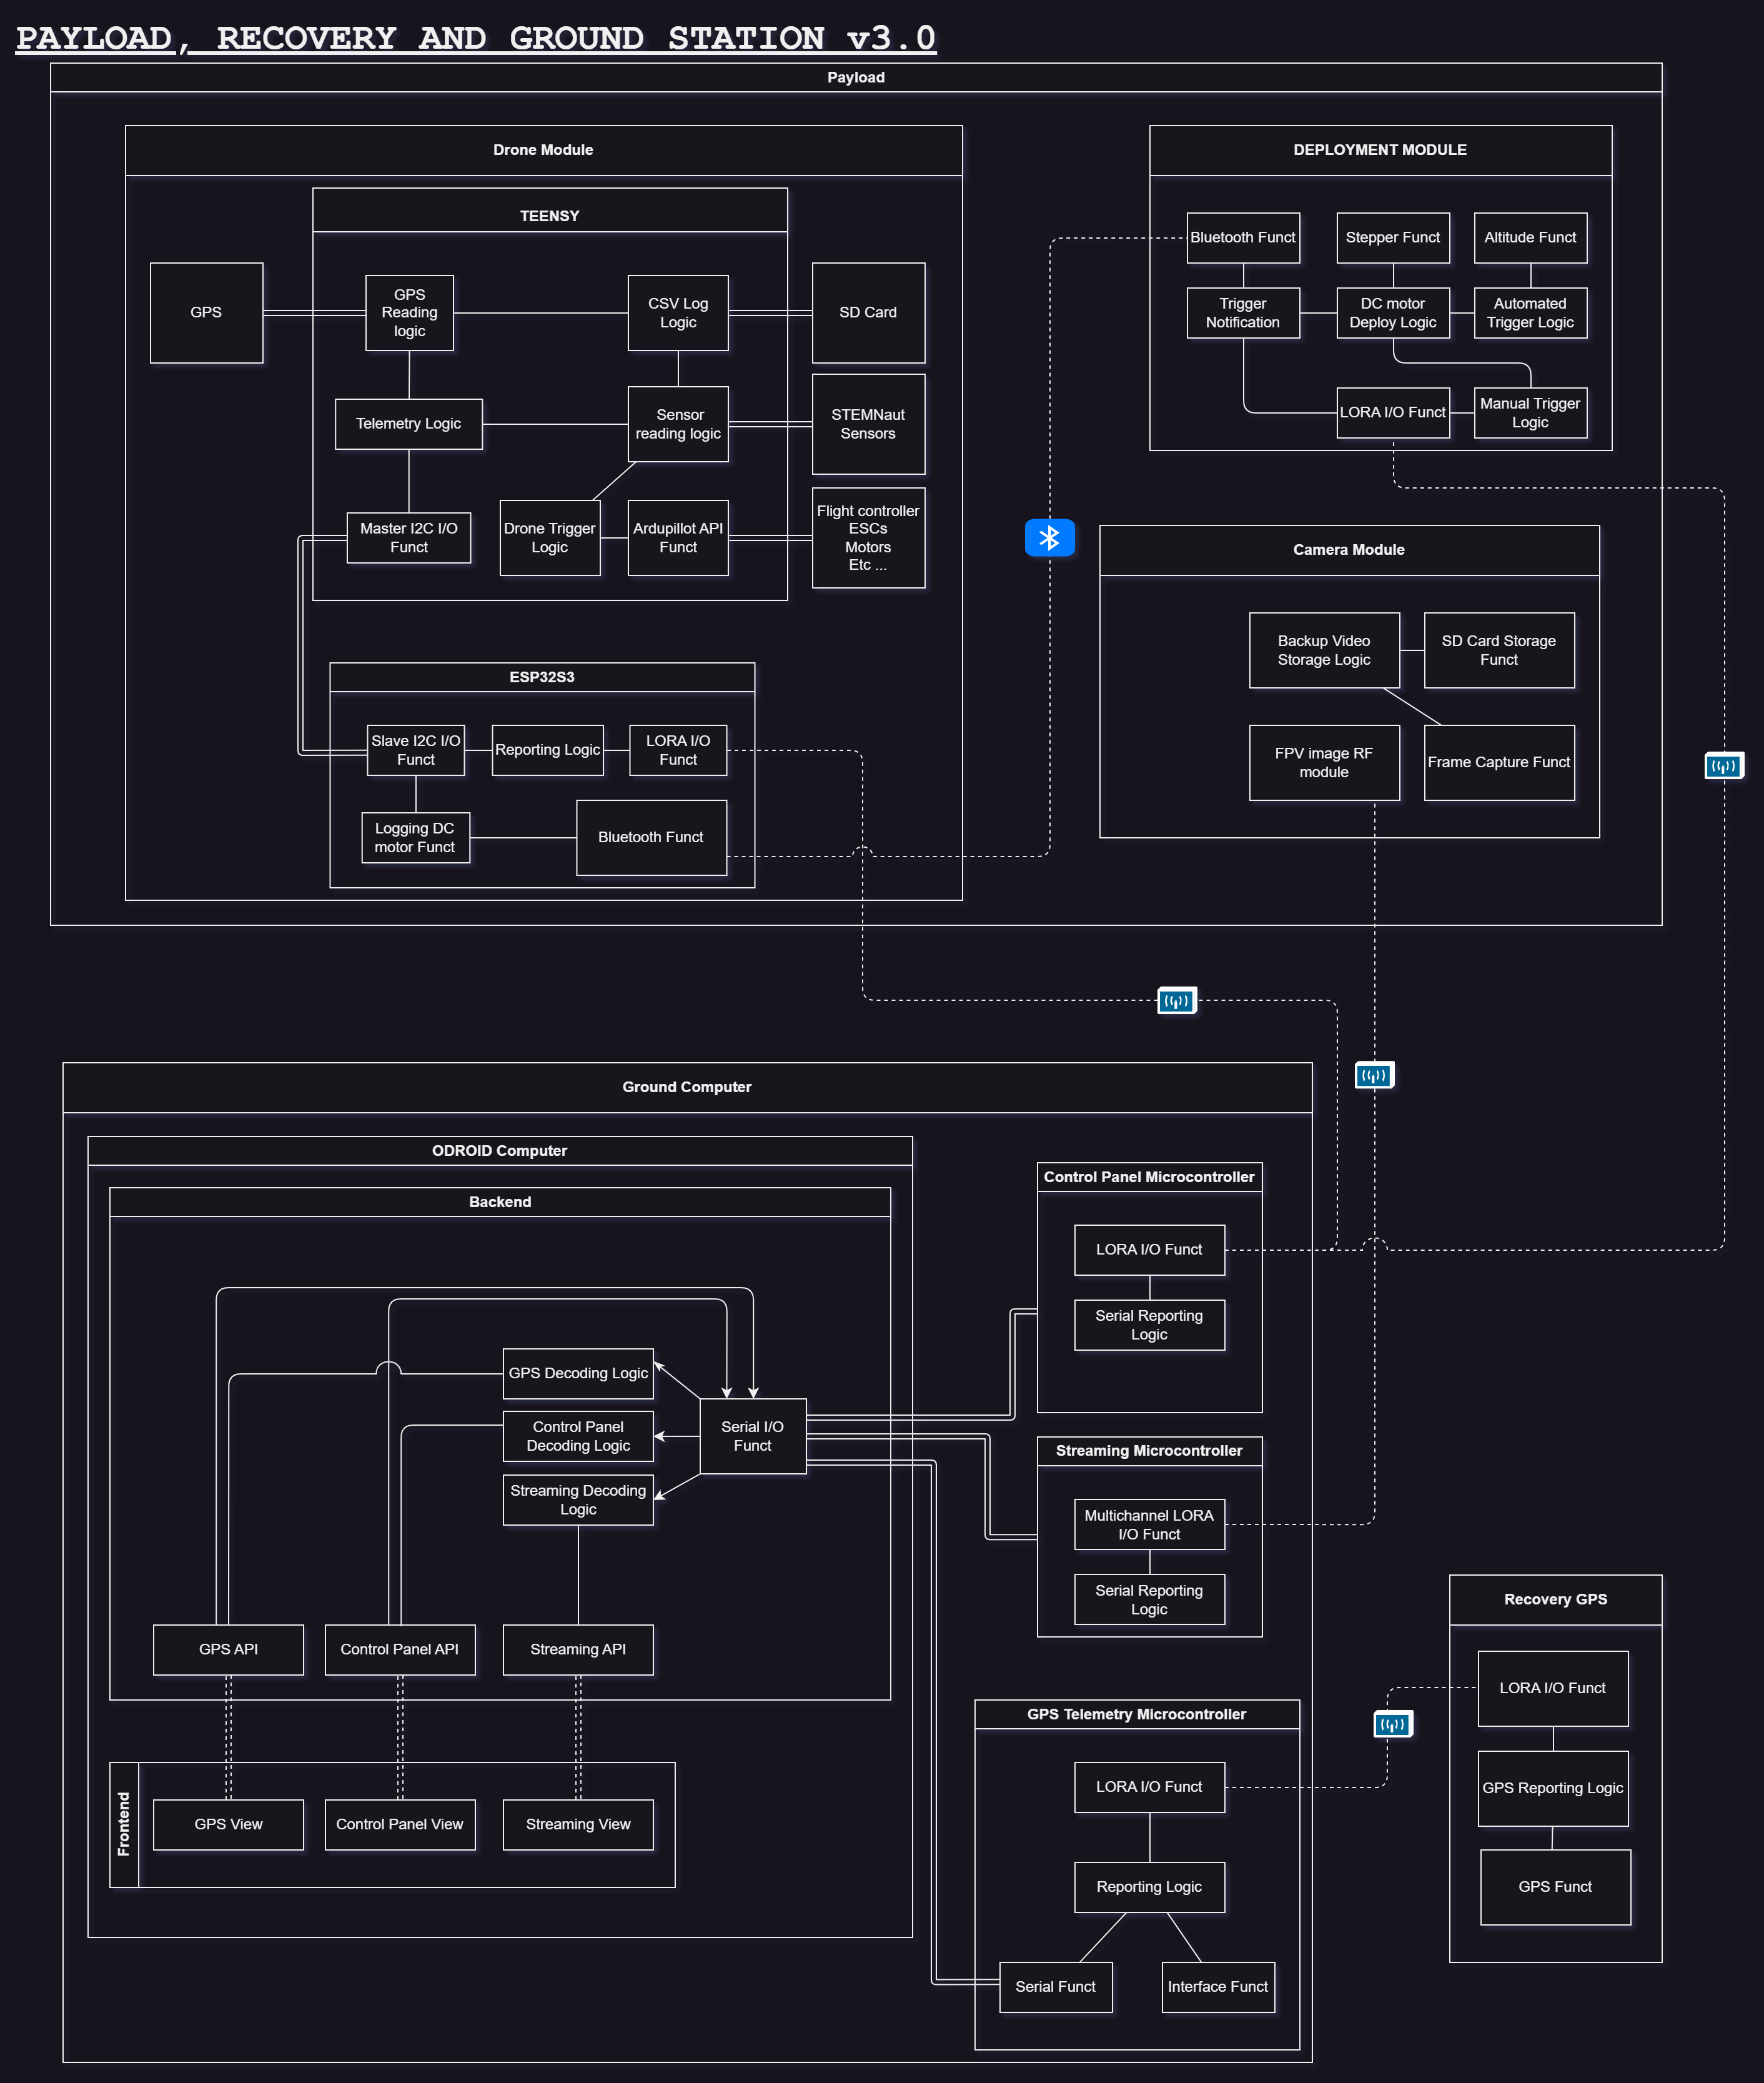 PAYLOAD, RECOVERY AND GROUND STATION v3.0
Payload
Drone Module
TEENSY
GPS
GPS
Reading
logic
CSV Log
Logic
SD Card
Telemetry Logic
Sensor
reading logic
STEMNaut
Sensors
Master I2C I/O
Funct
Drone Trigger
Logic
Ardupillot API
Funct
Flight controller
ESCs
Motors
Etc ...
ESP32S3
Slave I2C I/O
Funct
Reporting Logic
LORA I/O
Funct
Logging DC
motor Funct
Bluetooth Funct
DEPLOYMENT MODULE
Bluetooth Funct
Stepper Funct
Altitude Funct
Trigger
Notification
DC motor
Deploy Logic
Automated
Trigger Logic
LORA I/O Funct
Manual Trigger
Logic
Camera Module
Backup Video
Storage Logic
SD Card Storage
Funct
FPV image RF
module
Frame Capture Funct
Ground Computer
ODROID Computer
Backend
GPS Decoding Logic
Control Panel
Decoding Logic
Streaming Decoding
Logic
Serial I/O
Funct
GPS API
Control Panel API
Streaming API
Frontend
GPS View
Control Panel View
Streaming View
Control Panel Microcontroller
LORA I/O Funct
Serial Reporting
Logic
Streaming Microcontroller
Multichannel LORA
I/O Funct
Serial Reporting
Logic
GPS Telemetry Microcontroller
LORA I/O Funct
Reporting Logic
Serial Funct
Interface Funct
Recovery GPS
LORA I/O Funct
GPS Reporting Logic
GPS Funct